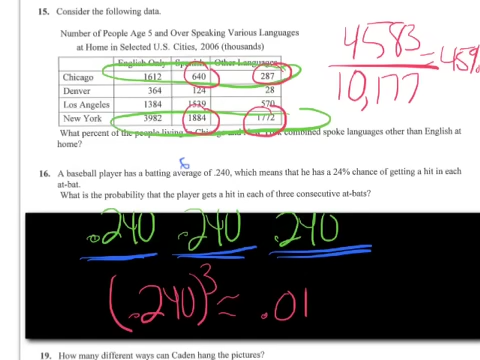 15. Consider the following data.
Number of People Age 5 and Over Speaking Various Languages
at Home in Selected U.S. Cities, 2006 (thousands)
English Only Spanish Other Languages
Chicago 1612 640 287
Denver 364 124 28
Los Angeles 1384 1539 570
New York 3982 1884 1772
4583
10,177
=45%
What percent of the people living in Chicago and New York combined spoke languages other than English at
home?
16. A baseball player has a batting average of .240, which means that he has a 24% chance of getting a hit in each
at-bat.
What is the probability that the player gets a hit in each of three consecutive at-bats?
.240 .240 .240
(.240)³ ≈ .01
19. How many different ways can Caden hang the pictures?